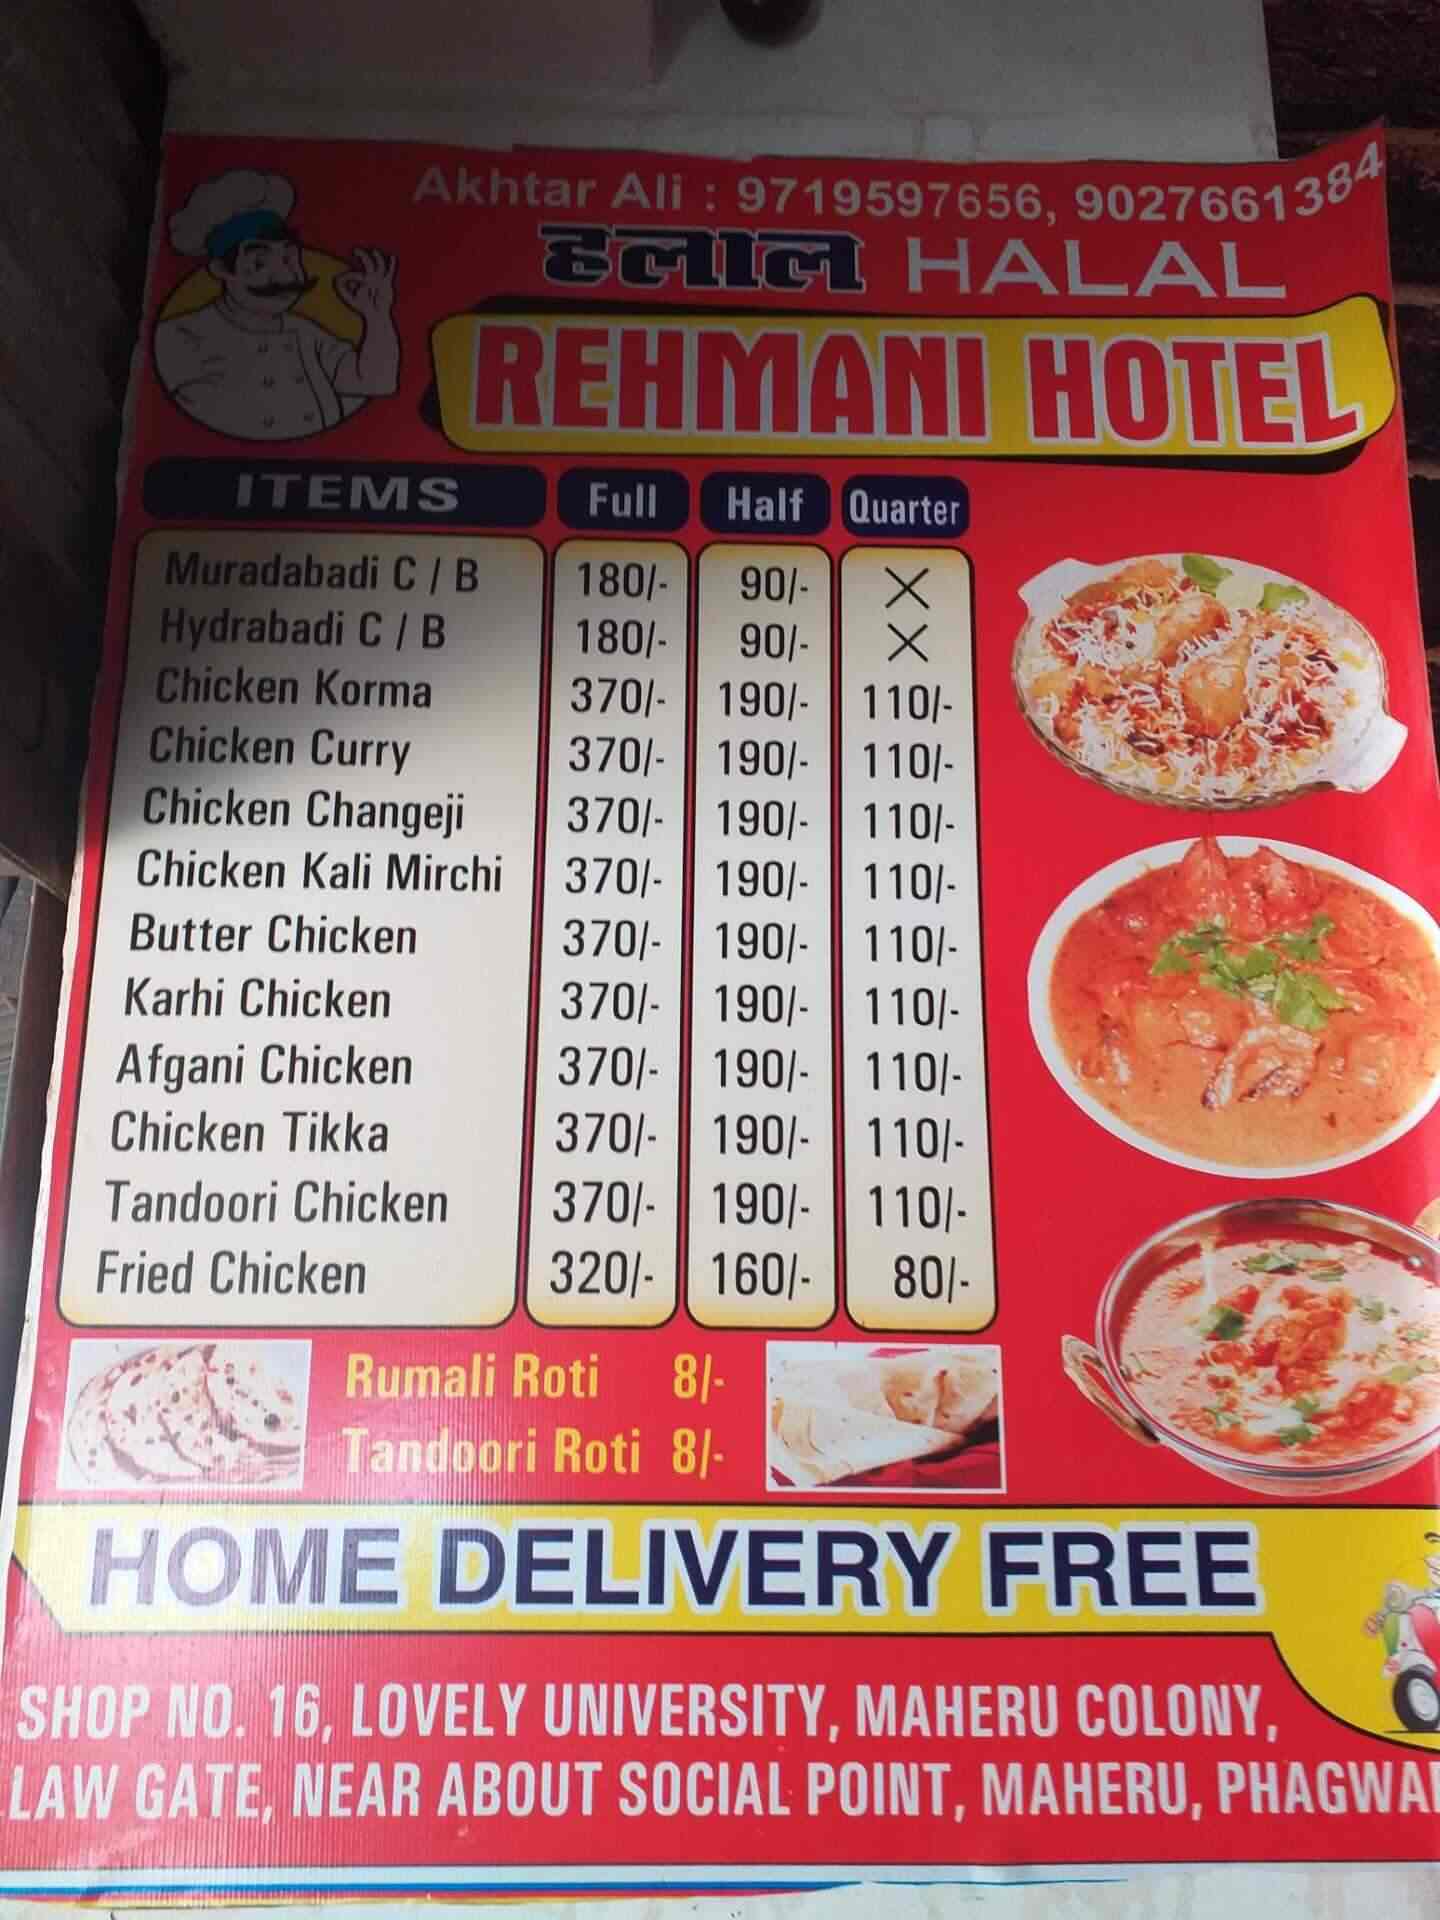 Akhtar Ali : 9719597656, 9027661384
हलाल HALAL
REHMANI HOTEL
ITEMS Full Half Quarter
Muradabadi C / B 180/- 90/- X
Hydrabadi C / B 180/- 90/- X
Chicken Korma 370/- 190/- 110/-
Chicken Curry 370/- 190/- 110/-
Chicken Changeji 370/- 190/- 110/-
Chicken Kali Mirchi 370/- 190/- 110/-
Butter Chicken 370/- 190/- 110/-
Karhi Chicken 370/- 190/- 110/-
Afgani Chicken 370/- 190/- 110/-
Chicken Tikka 370/- 190/- 110/-
Tandoori Chicken 370/- 190/- 110/-
Fried Chicken 320/- 160/- 80/-
Rumali Roti 8/-
Tandoori Roti 8/-
HOME DELIVERY FREE
SHOP NO. 16, LOVELY UNIVERSITY, MAHERU COLONY,
LAW GATE, NEAR ABOUT SOCIAL POINT, MAHERU,